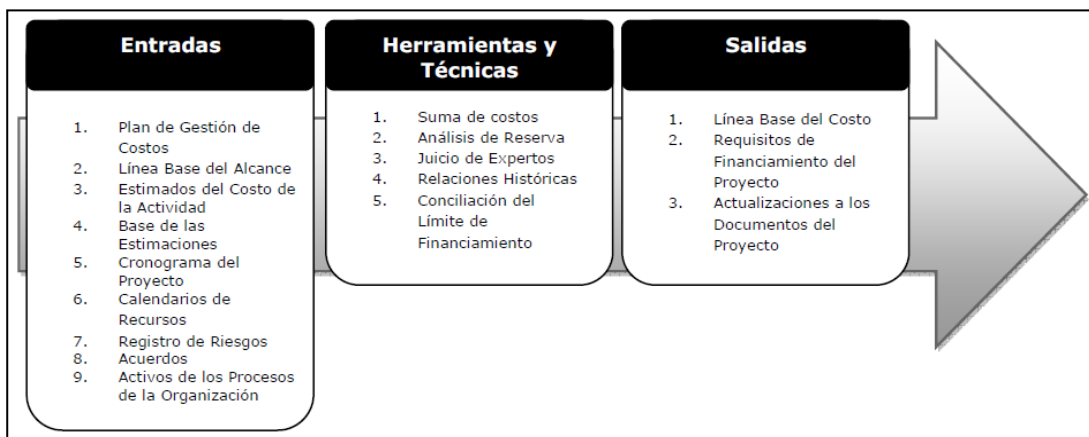 Entradas
1. Plan de Gestión de
Costos
2. Línea Base del Alcance
3. Estimados del Costo de
la Actividad
4. Base de las
Estimaciones
5. Cronograma del
Proyecto
6. Calendarios de
Recursos
7. Registro de Riesgos
8. Acuerdos
9. Activos de los Procesos
de la Organización
Herramientas y
Técnicas
1. Suma de costos
2. Análisis de Reserva
3. Juicio de Expertos
4. Relaciones Históricas
5. Conciliación del
Límite de
Financiamiento
Salidas
1. Línea Base del Costo
2. Requisitos de
Financiamiento del
Proyecto
3. Actualizaciones a los
Documentos del
Proyecto